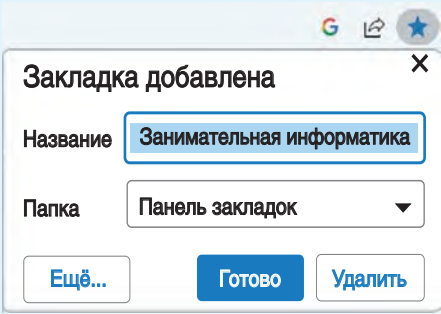 G
Закладка добавлена
Название Занимательная информатика
Папка Панель закладок
Ещё... Готово Удалить